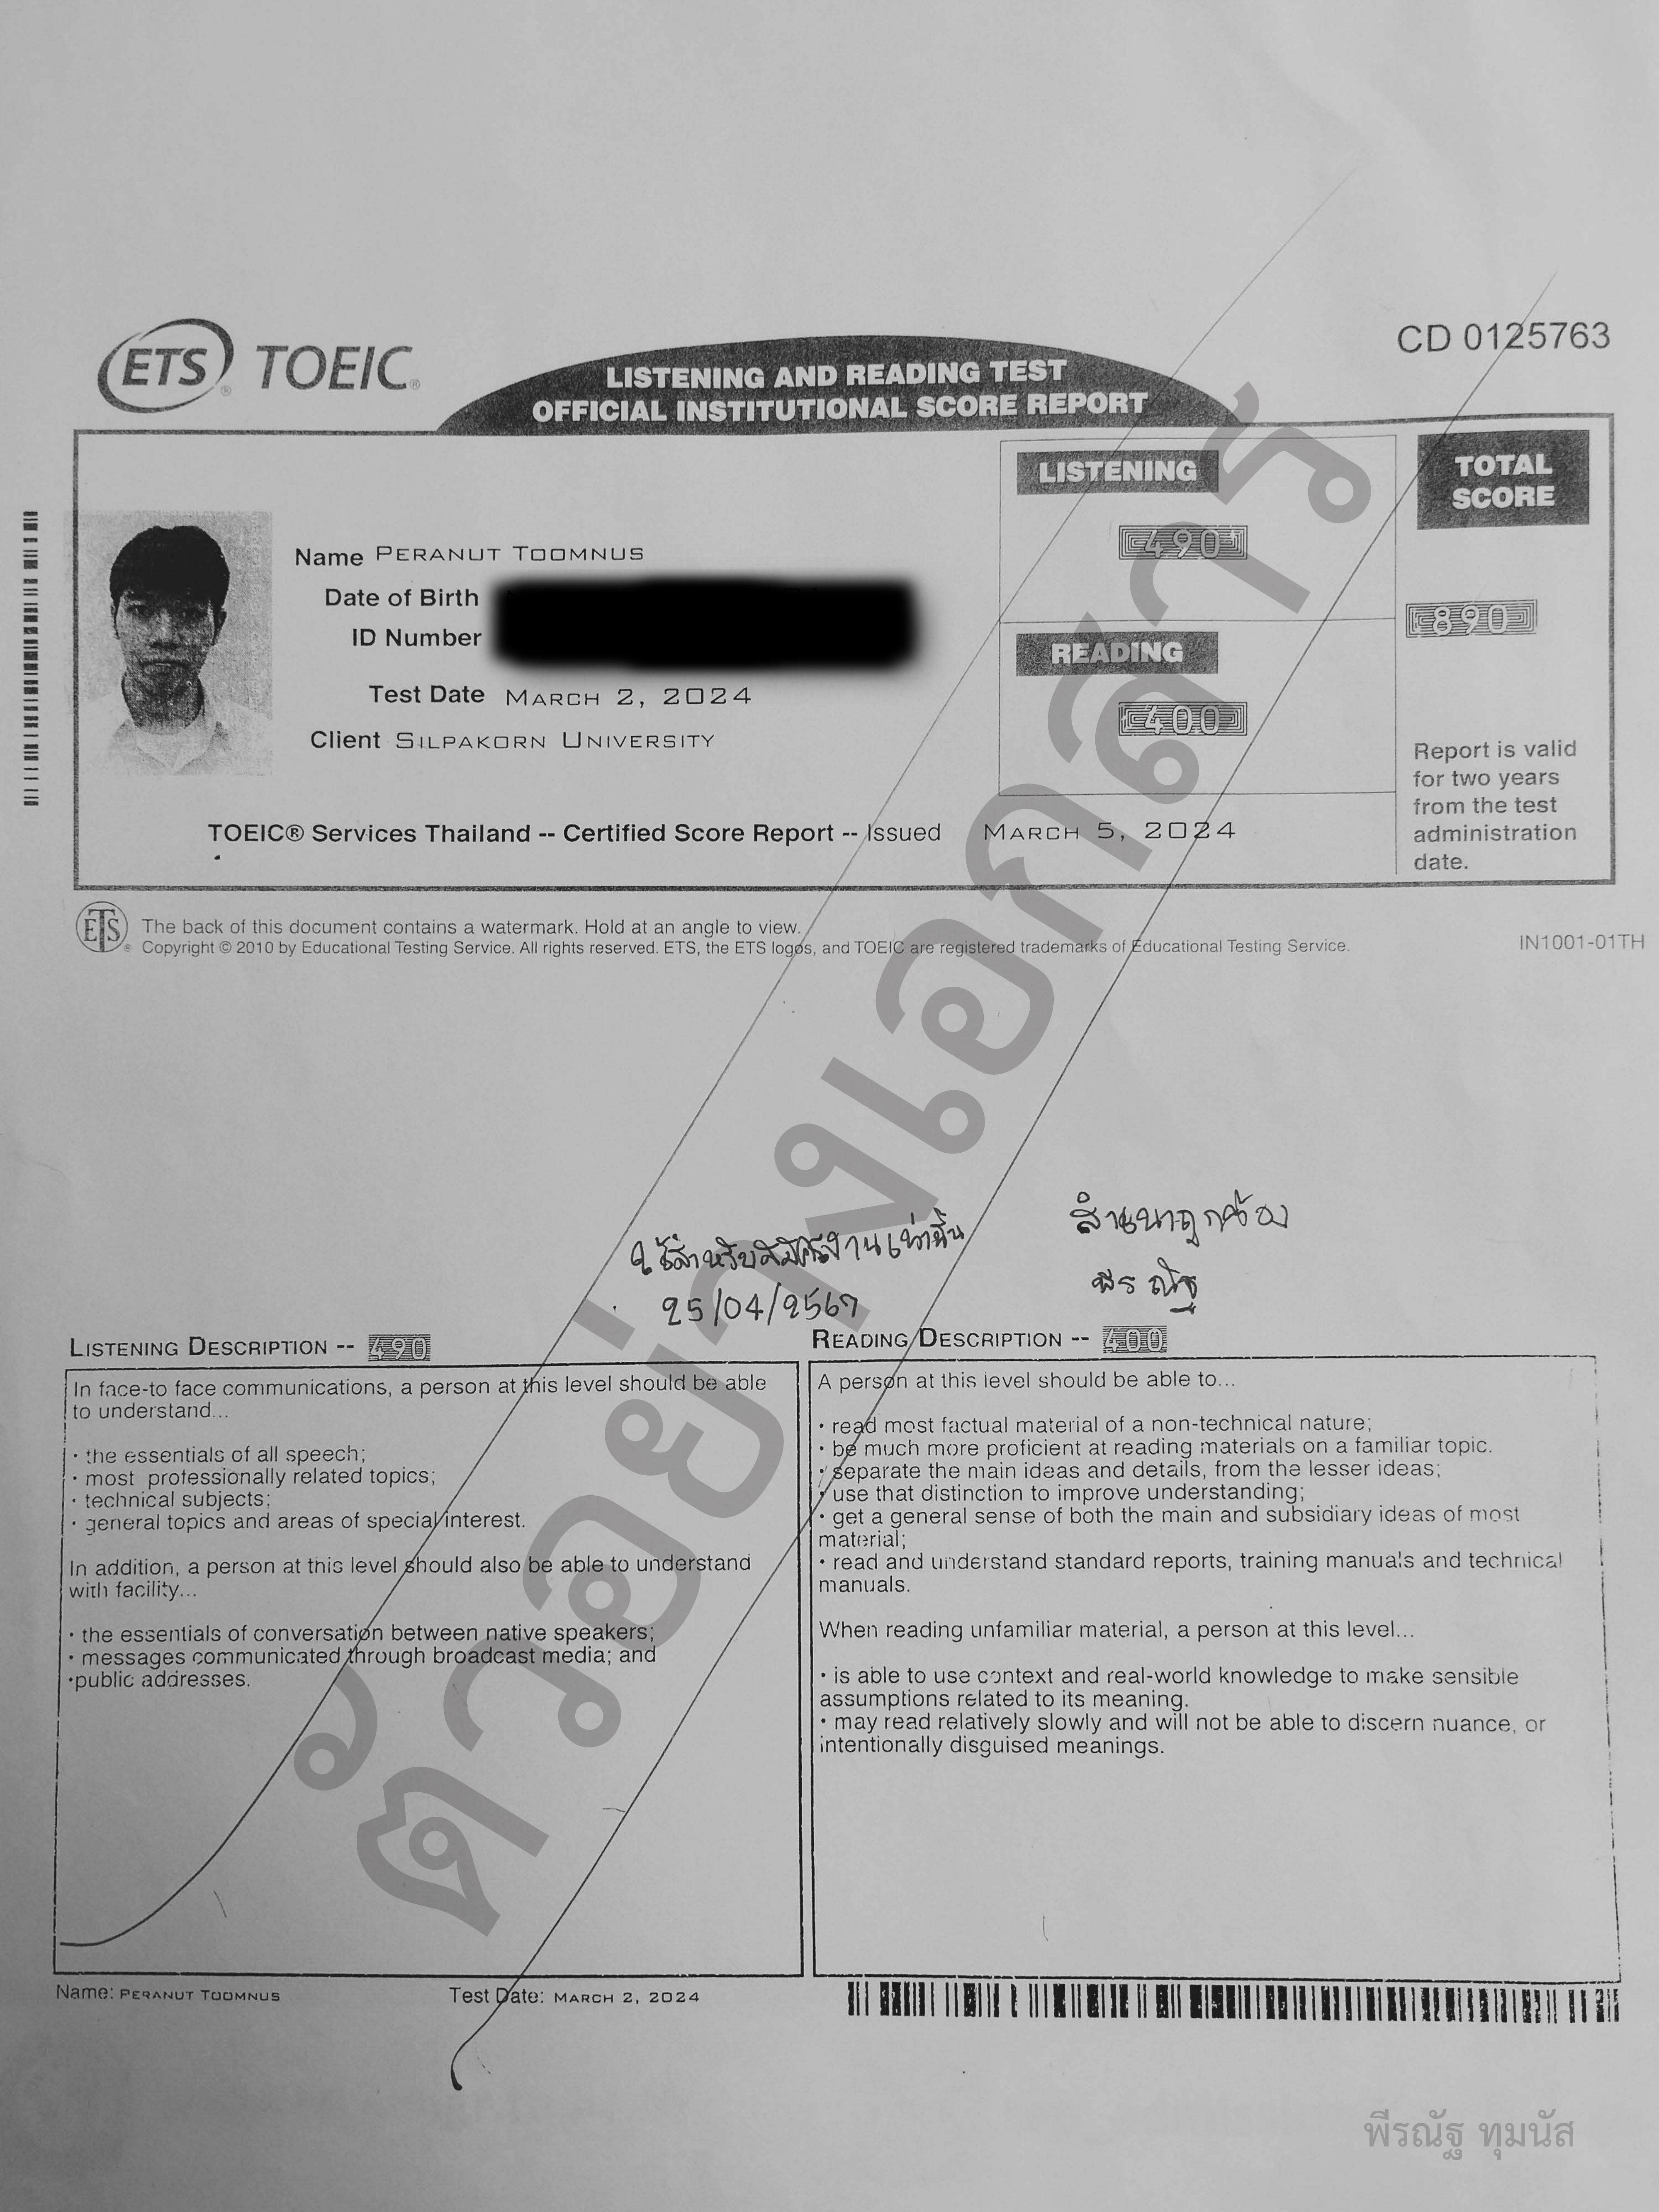 ETS® TOEIC®
CD 0125763
LISTENING AND READING TEST
OFFICIAL INSTITUTIONAL SCORE REPORT
LISTENING
490
READING
400
TOTAL
SCORE
890
Name PERANUT TOOMNUS
Date of Birth
ID Number
Test Date MARCH 2, 2024
Client SILPAKORN UNIVERSITY
Report is valid
for two years
from the test
administration
date.
TOEIC® Services Thailand -- Certified Score Report -- Issued MARCH 5, 2024
ETS® The back of this document contains a watermark. Hold at an angle to view.
Copyright © 2010 by Educational Testing Service. All rights reserved. ETS, the ETS logos, and TOEIC are registered trademarks of Educational Testing Service.
IN1001-01TH
ตัวอย่างเอกสาร
ใช้สำหรับสมัครงานเท่านั้น
25/04/2567
สำเนาถูกต้อง
พีรณัฐ
LISTENING DESCRIPTION -- 490
In face-to face communications, a person at this level should be able
to understand...
· the essentials of all speech;
· most professionally related topics;
· technical subjects;
· general topics and areas of special interest.
In addition, a person at this level should also be able to understand
with facility...
· the essentials of conversation between native speakers;
· messages communicated through broadcast media; and
·public addresses.
READING DESCRIPTION -- 400
A person at this level should be able to...
· read most factual material of a non-technical nature;
· be much more proficient at reading materials on a familiar topic.
· separate the main ideas and details, from the lesser ideas;
· use that distinction to improve understanding;
· get a general sense of both the main and subsidiary ideas of most
material;
· read and understand standard reports, training manuals and technical
manuals.
When reading unfamiliar material, a person at this level...
· is able to use context and real-world knowledge to make sensible
assumptions related to its meaning.
· may read relatively slowly and will not be able to discern nuance, or
intentionally disguised meanings.
Name: PERANUT TOOMNUS
Test Date: MARCH 2, 2024
พีรณัฐ ทุมนัส